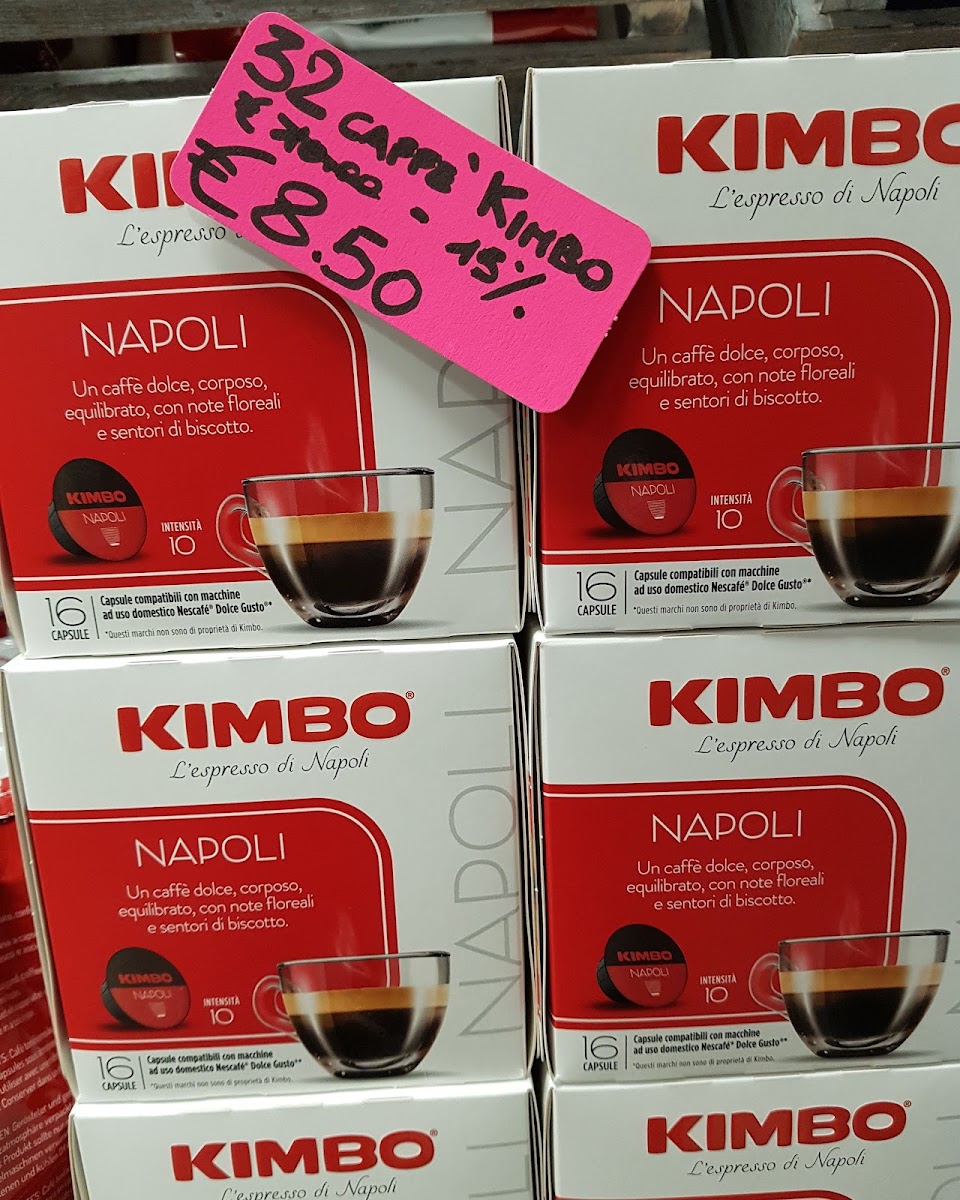 32 CAFFE' KIMBO
- 15%
€ 8.50
L'espresso
NAPOLI
Un caffè dolce, corposo,
equilibrato, con note floreali
e sentori di biscotto.
KIMBO
NAPOLI
INTENSITÀ
10
16
CAPSULE
Capsule compatibili con macchine
ad uso domestico Nescafé® Dolce Gusto®*
*Questi marchi non sono di proprietà di Kimbo.
KIMBO
L'espresso di Napoli
NAPOLI
Un caffè dolce, corposo,
equilibrato, con note floreali
e sentori di biscotto.
KIMBO
NAPOLI
INTENSITÀ
10
16
CAPSULE
Capsule compatibili con macchine
ad uso domestico Nescafé® Dolce Gusto®*
*Questi marchi non sono di proprietà di Kimbo.
KIMBO®
L'espresso di Napoli
NAPOLI
NAPOLI
Un caffè dolce, corposo,
equilibrato, con note floreali
e sentori di biscotto.
KIMBO
NAPOLI
INTENSITÀ
10
16
CAPSULE
Capsule compatibili con macchine
ad uso domestico Nescafé® Dolce Gusto®*
*Questi marchi non sono di proprietà di Kimbo.
KIMBO®
L'espresso di Napoli
NAPOLI
Un caffè dolce, corposo,
equilibrato, con note floreali
e sentori di biscotto.
KIMBO
NAPOLI
INTENSITÀ
10
16
CAPSULE
Capsule compatibili con macchine
ad uso domestico Nescafé® Dolce Gusto®*
*Questi marchi non sono di proprietà di Kimbo.
KIMBO®
L'espresso di Napoli
KIMBO®
L'espresso di Napoli